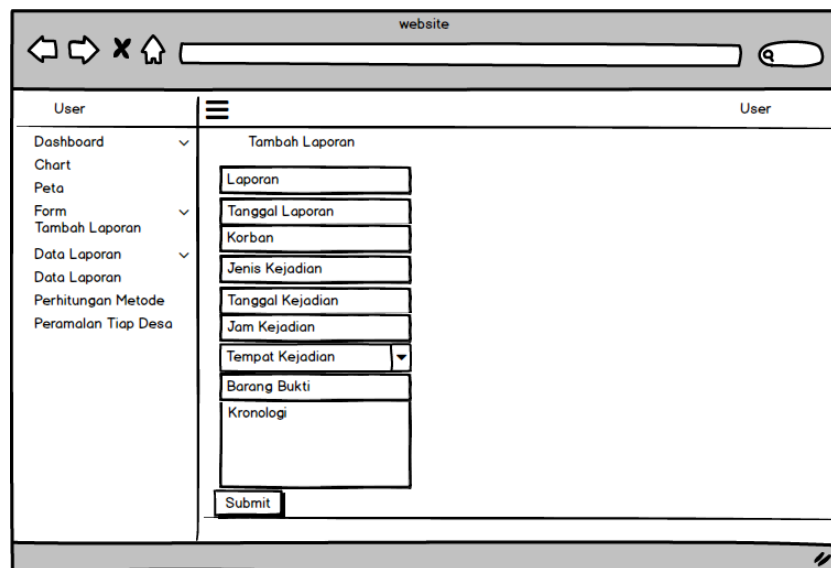 website
User
User
Dashboard
Chart
Peta
Form
Tambah Laporan
Data Laporan
Data Laporan
Perhitungan Metode
Peramalan Tiap Desa
Tambah Laporan
Laporan
Tanggal Laporan
Korban
Jenis Kejadian
Tanggal Kejadian
Jam Kejadian
Tempat Kejadian
Barang Bukti
Kronologi
Submit